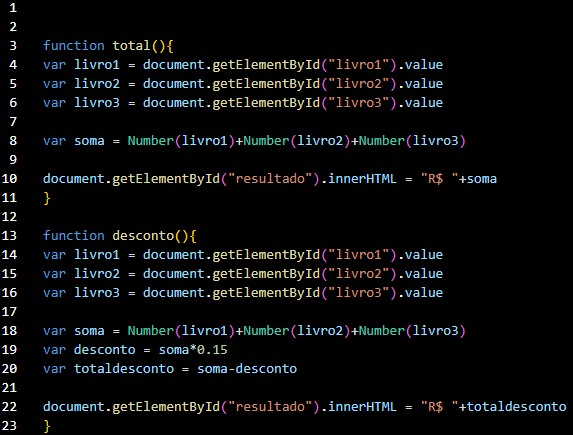 1
2
3 function total(){
4 var livro1 = document.getElementById("livro1").value
5 var livro2 = document.getElementById("livro2").value
6 var livro3 = document.getElementById("livro3").value
7
8 var soma = Number(livro1)+Number(livro2)+Number(livro3)
9
10 document.getElementById("resultado").innerHTML = "R$ "+soma
11 }
12
13 function desconto(){
14 var livro1 = document.getElementById("livro1").value
15 var livro2 = document.getElementById("livro2").value
16 var livro3 = document.getElementById("livro3").value
17
18 var soma = Number(livro1)+Number(livro2)+Number(livro3)
19 var desconto = soma*0.15
20 var totaldesconto = soma-desconto
21
22 document.getElementById("resultado").innerHTML = "R$ "+totaldesconto
23 }